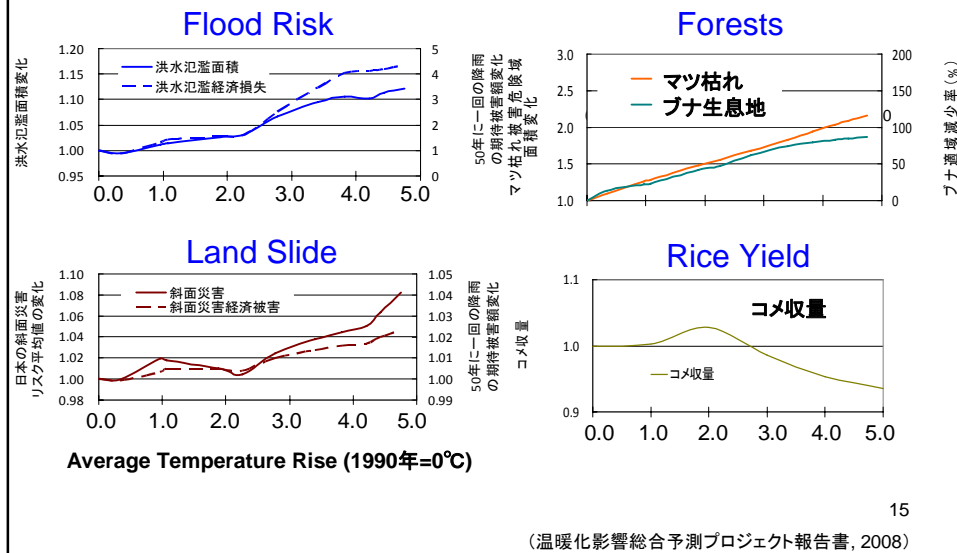 Flood Risk
洪水氾濫面積変化
1.20
1.15
1.10
1.05
1.00
0.95
洪水氾濫面積
洪水氾濫経済損失
5
4
3
2
1
0
50年に一回の降雨
の期待被害額変化
0.0 1.0 2.0 3.0 4.0 5.0
Forests
マツ枯れ被害危険域
面積変化
3.0
2.5
2.0
1.5
1.0
マツ枯れ
ブナ生息地
200
150
100
50
0
0
ブナ適域減少率(%)
Land Slide
日本の斜面災害
リスク平均値の変化
1.10
1.08
1.06
1.04
1.02
1.00
0.98
斜面災害
斜面災害経済被害
1.05
1.04
1.03
1.02
1.01
1.00
0.99
50年に一回の降雨
の期待被害額変化
0.0 1.0 2.0 3.0 4.0 5.0
Average Temperature Rise (1990年=0℃)
Rice Yield
コメ収量
1.1
1.0
0.9
コメ収量
コメ収量
0.0 1.0 2.0 3.0 4.0 5.0
15
(温暖化影響総合予測プロジェクト報告書, 2008)